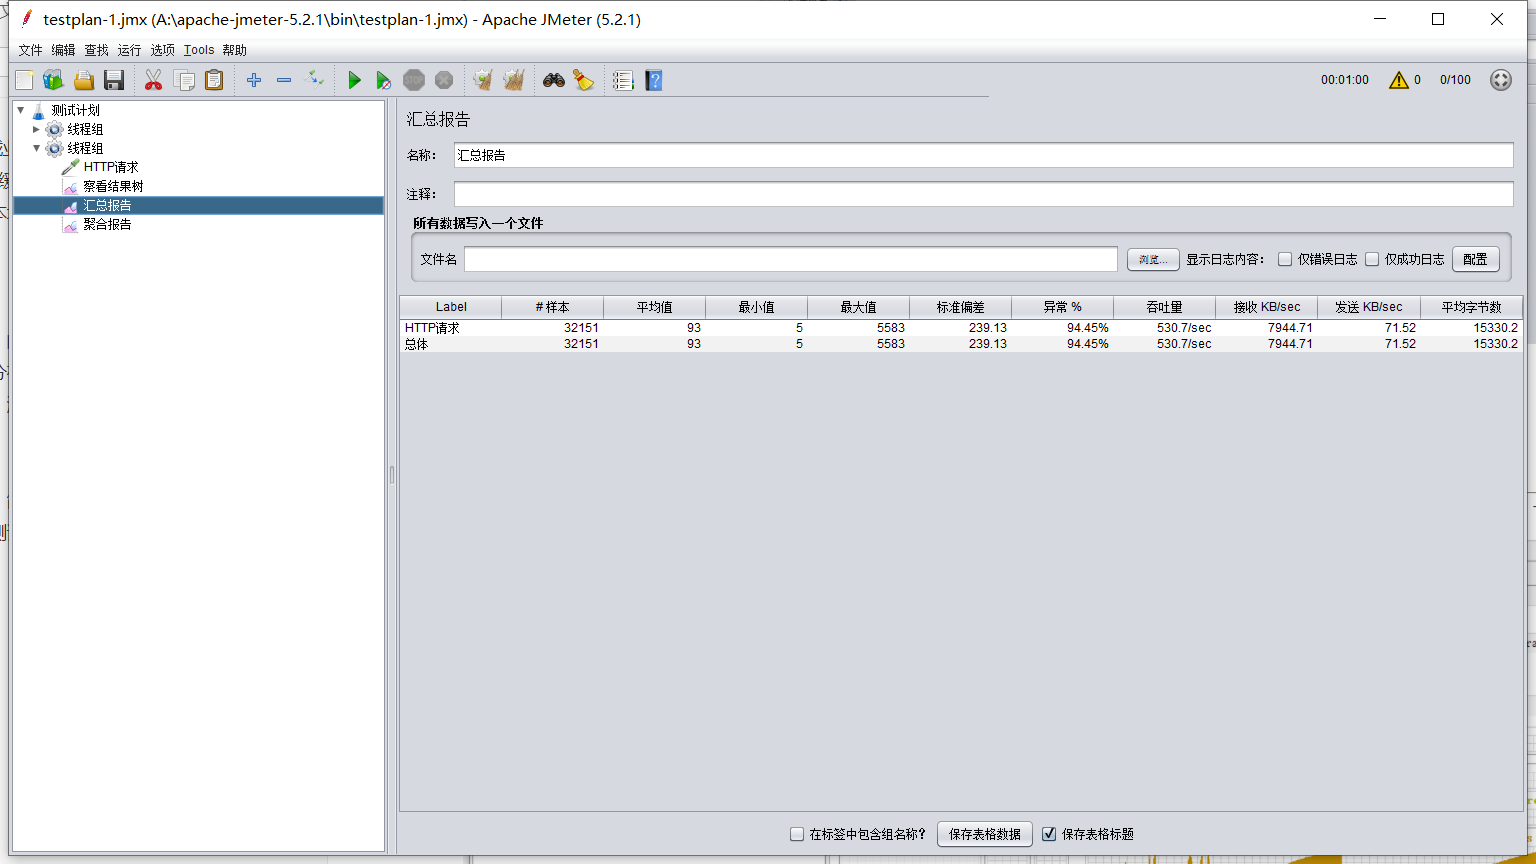 testplan-1.jmx (A:\apache-jmeter-5.2.1\bin\testplan-1.jmx) - Apache JMeter (5.2.1)
文件 编辑 查找 运行 选项 Tools 帮助
00:01:00 0 0/100
测试计划
线程组
线程组
HTTP请求
察看结果树
汇总报告
聚合报告
汇总报告
名称： 汇总报告
注释：
所有数据写入一个文件
文件名 浏览... 显示日志内容： 仅错误日志 仅成功日志 配置
Label # 样本 平均值 最小值 最大值 标准偏差 异常 % 吞吐量 接收 KB/sec 发送 KB/sec 平均字节数
HTTP请求 32151 93 5 5583 239.13 94.45% 530.7/sec 7944.71 71.52 15330.2
总体 32151 93 5 5583 239.13 94.45% 530.7/sec 7944.71 71.52 15330.2
在标签中包含组名称？ 保存表格数据 保存表格标题